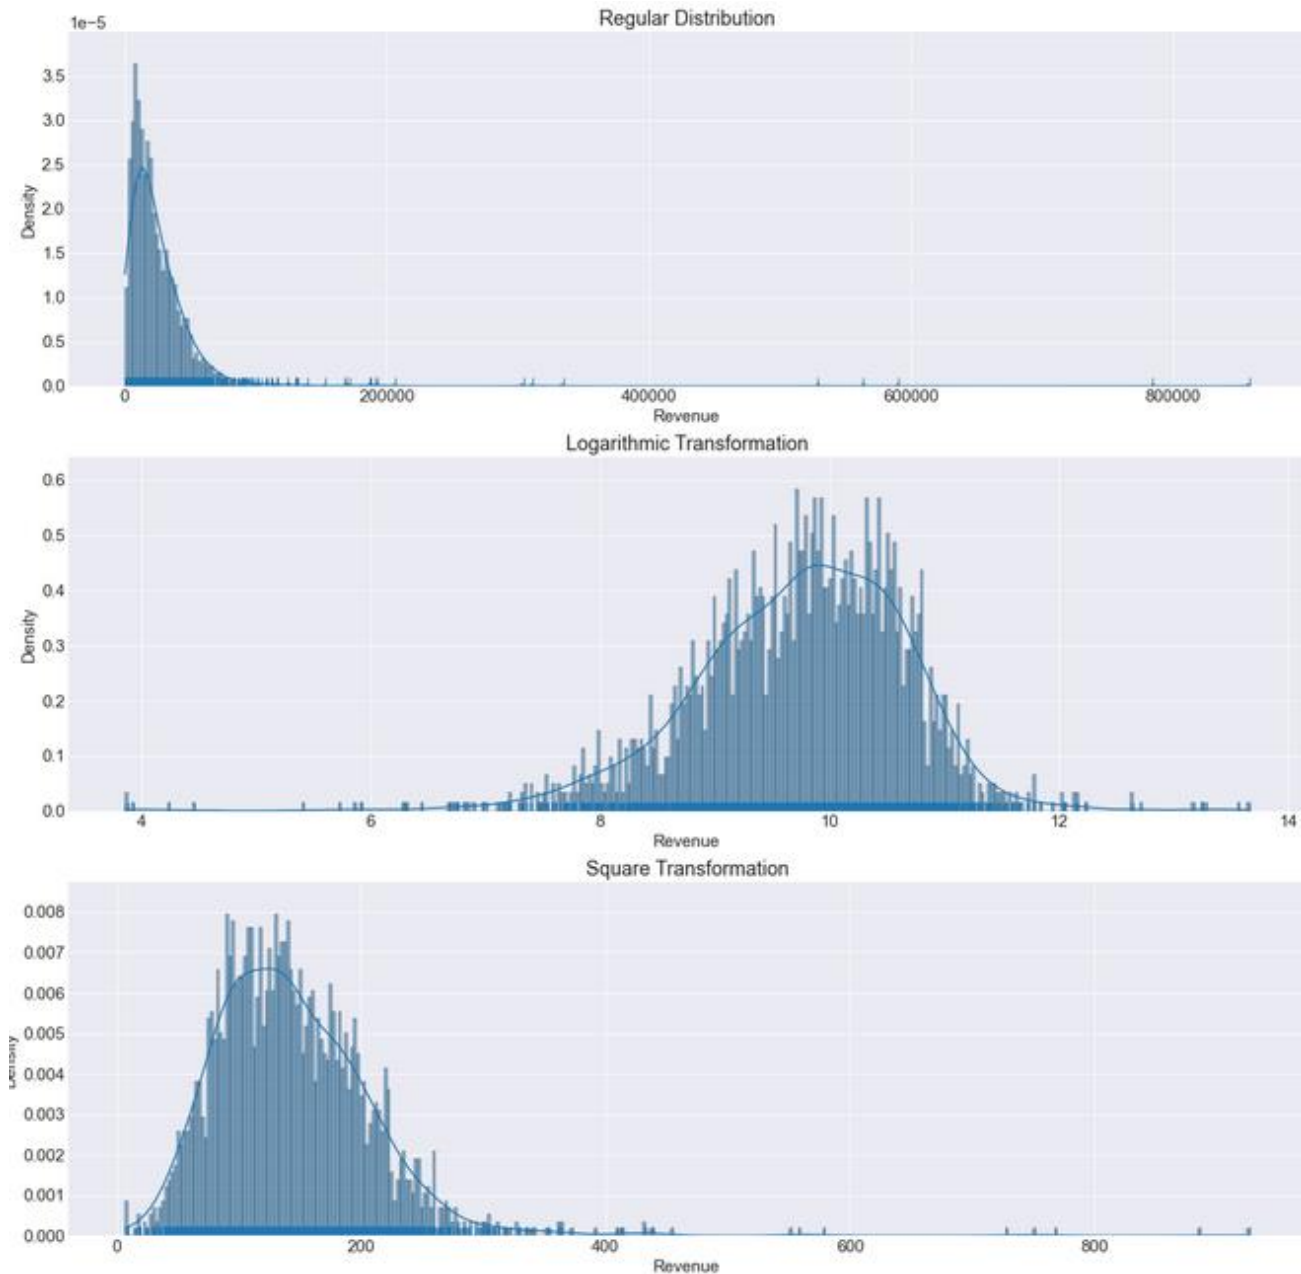 Regular Distribution
1e−5
3.5
3.0
2.5
2.0
1.5
1.0
0.5
0.0
Density
0 200000 400000 600000 800000
Revenue
Logarithmic Transformation
0.6
0.5
0.4
0.3
0.2
0.1
0.0
Density
4 6 8 10 12 14
Revenue
Square Transformation
0.008
0.007
0.006
0.005
0.004
0.003
0.002
0.001
0.000
Density
0 200 400 600 800
Revenue